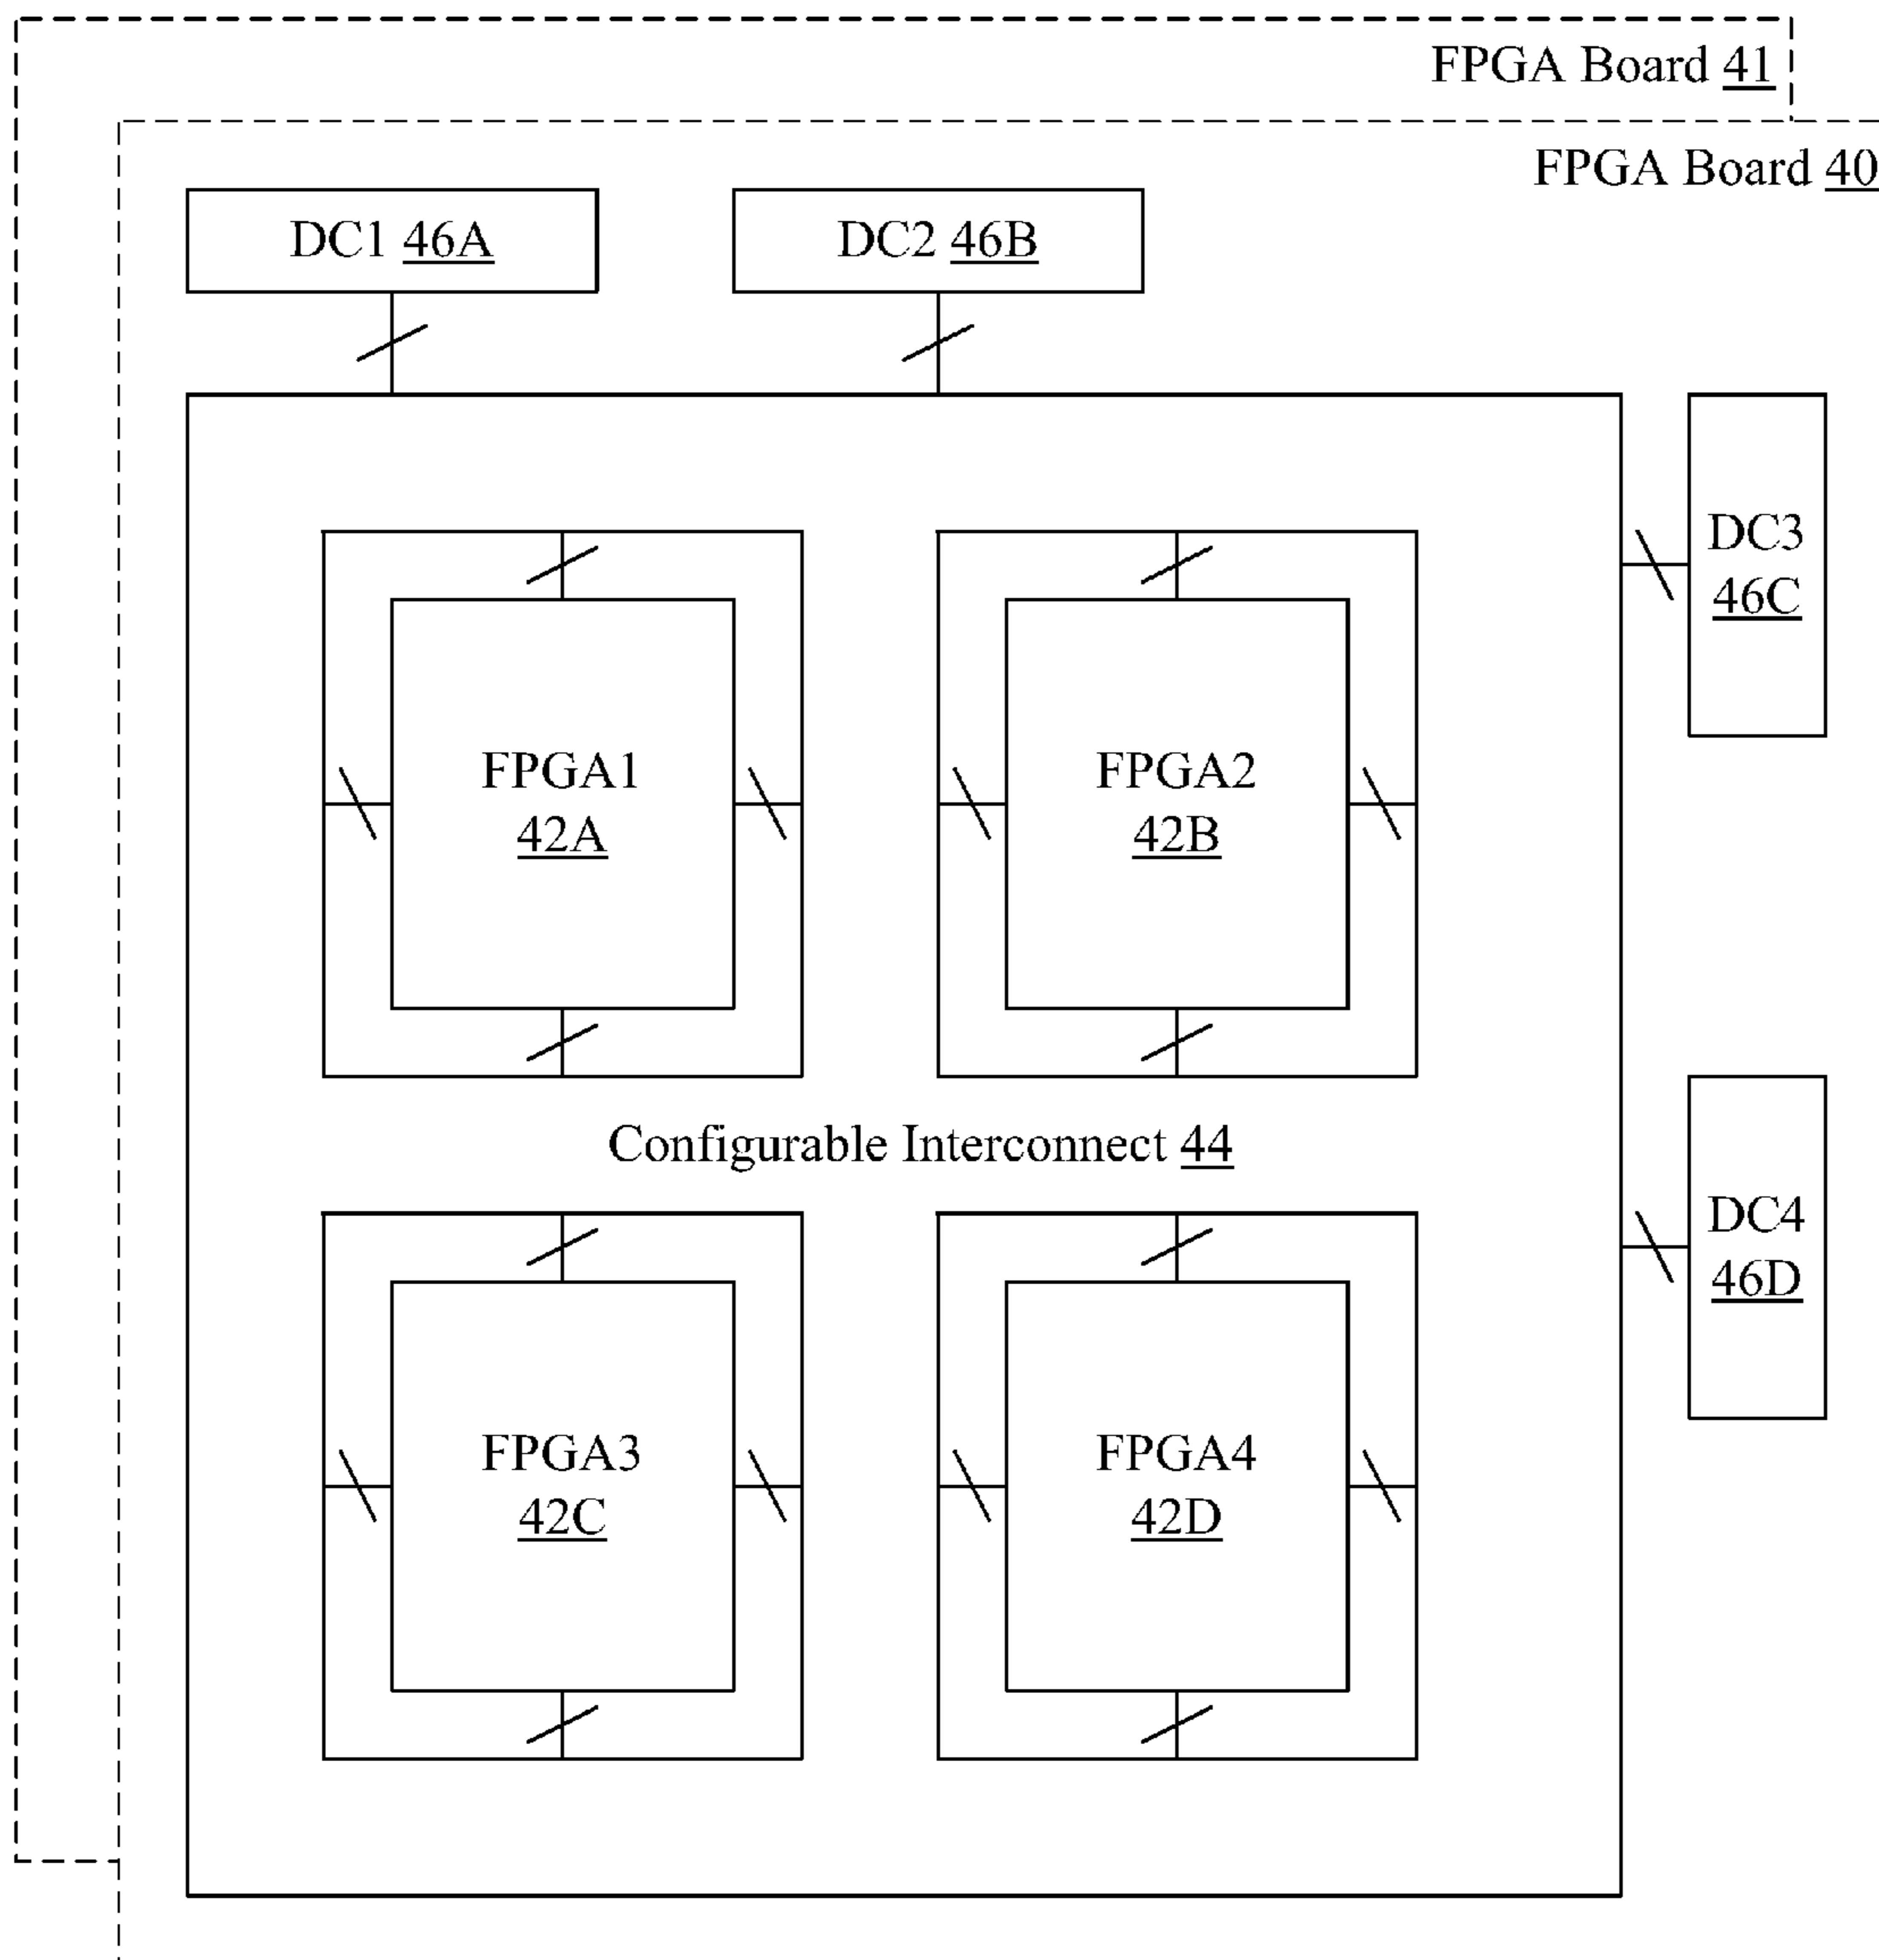 FPGA Board 41
FPGA Board 40
DC1 46A
DC2 46B
DC3
46C
FPGA1
42A
FPGA2
42B
Configurable Interconnect 44
DC4
46D
FPGA3
42C
FPGA4
42D